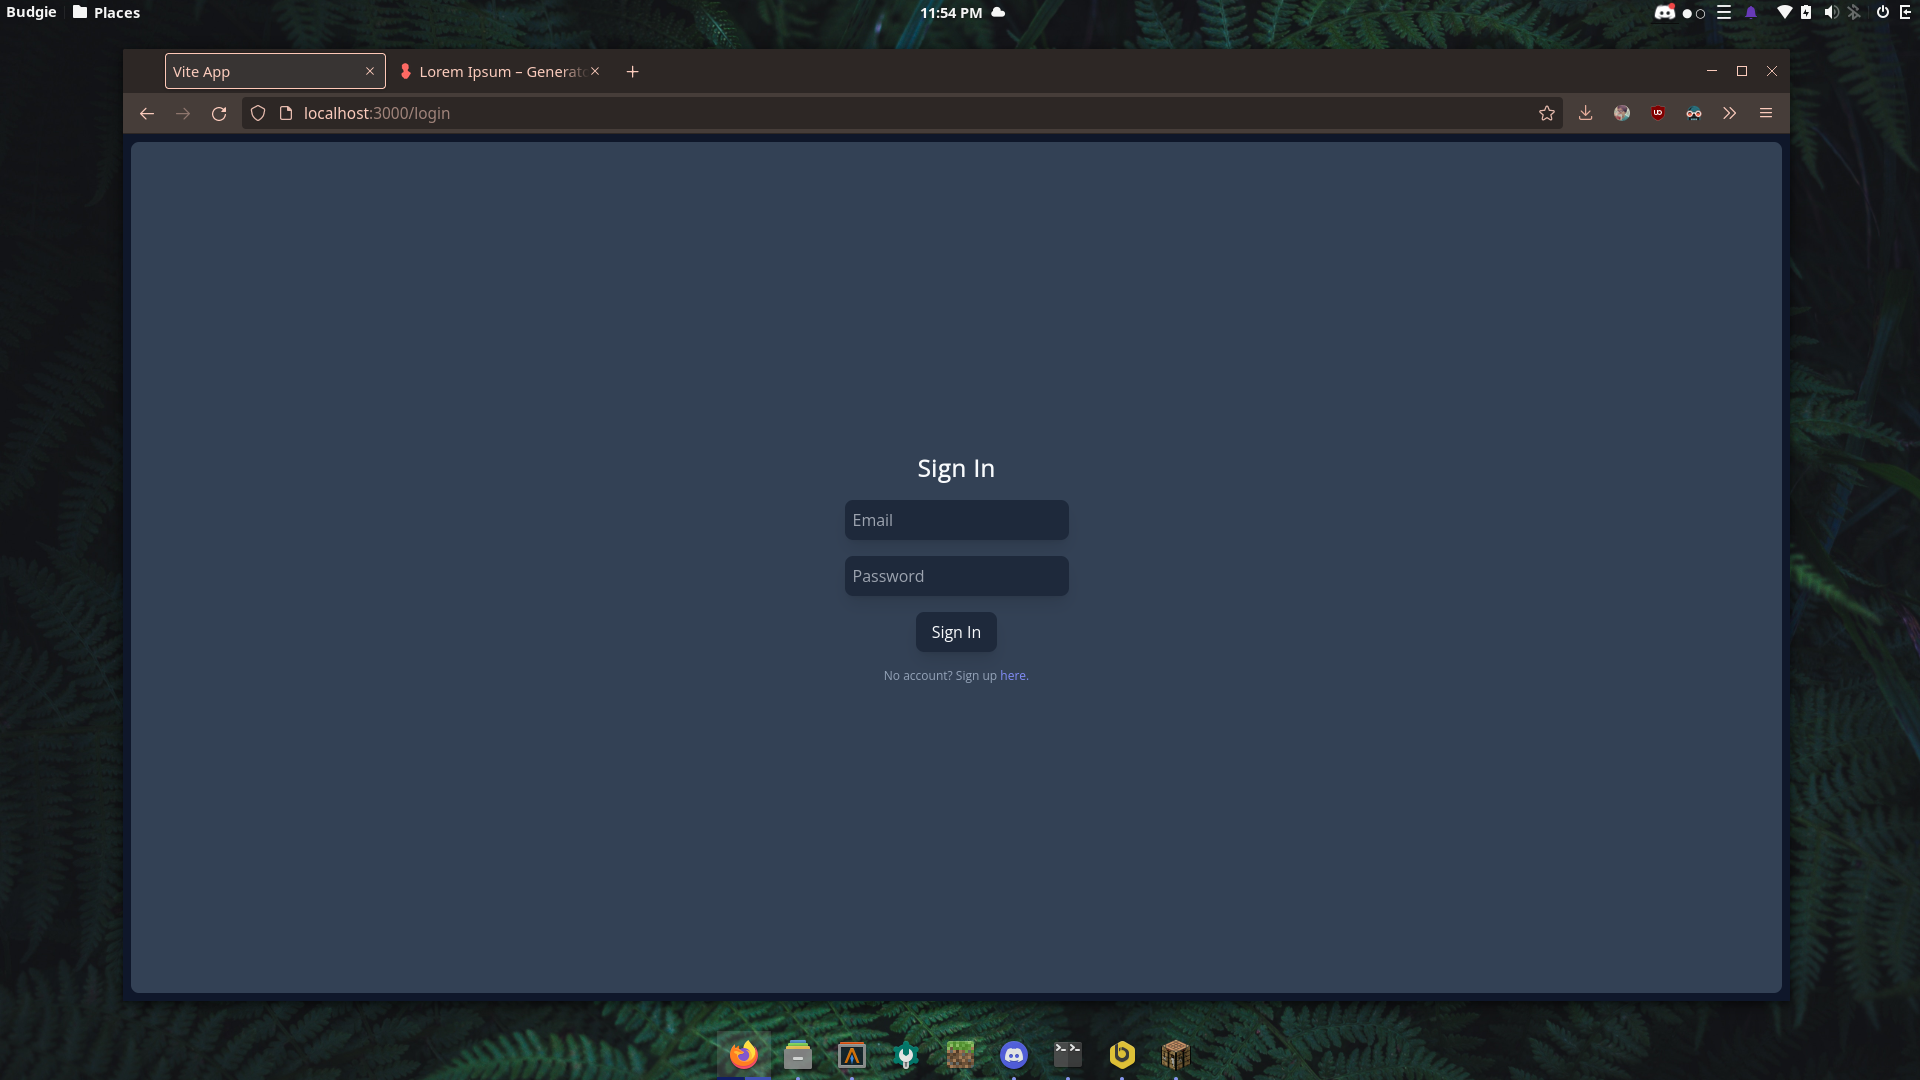 Budgie
Places
11:54 PM
Vite App
Lorem Ipsum – Generat
localhost:3000/login
Sign In
Email
Password
Sign In
No account? Sign up here.